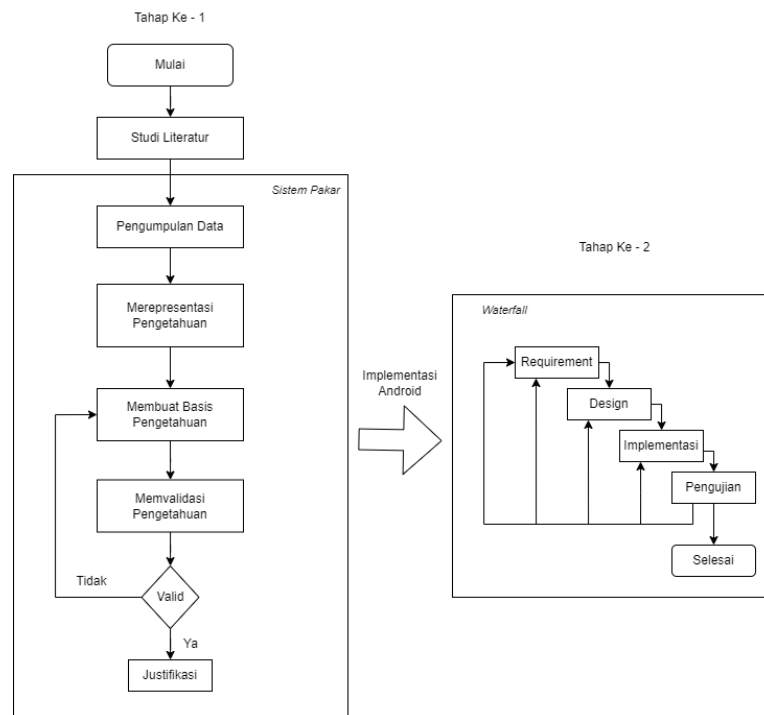 Tahap Ke - 1
Mulai
Studi Literatur
Sistem Pakar
Pengumpulan Data
Merepresentasi
Pengetahuan
Membuat Basis
Pengetahuan
Memvalidasi
Pengetahuan
Tidak
Valid
Ya
Justifikasi
Implementasi
Android
Tahap Ke - 2
Waterfall
Requirement
Design
Implementasi
Pengujian
Selesai